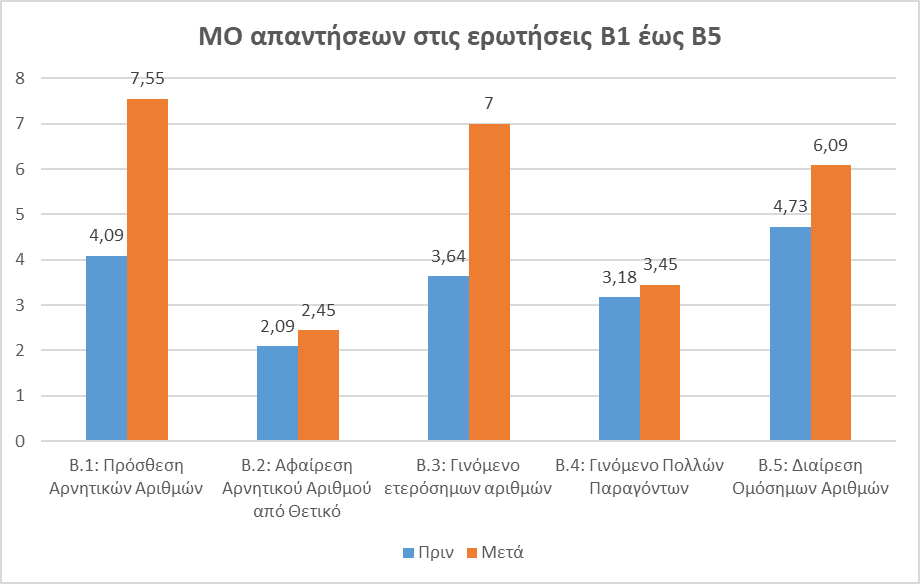 ΜΟ απαντήσεων στις ερωτήσεις Β1 έως Β5
8
7
6
5
4
3
2
1
0
4,09
7,55
2,09
2,45
3,64
7
3,18
3,45
4,73
6,09
Β.1: Πρόσθεση
Αρνητικών Αριθμών
Β.2: Αφαίρεση
Αρνητικού Αριθμού
από Θετικό
Β.3: Γινόμενο
ετερόσημων αριθμών
Β.4: Γινόμενο Πολλών
Παραγόντων
Β.5: Διαίρεση
Ομόσημων Αριθμών
Πριν
Μετά